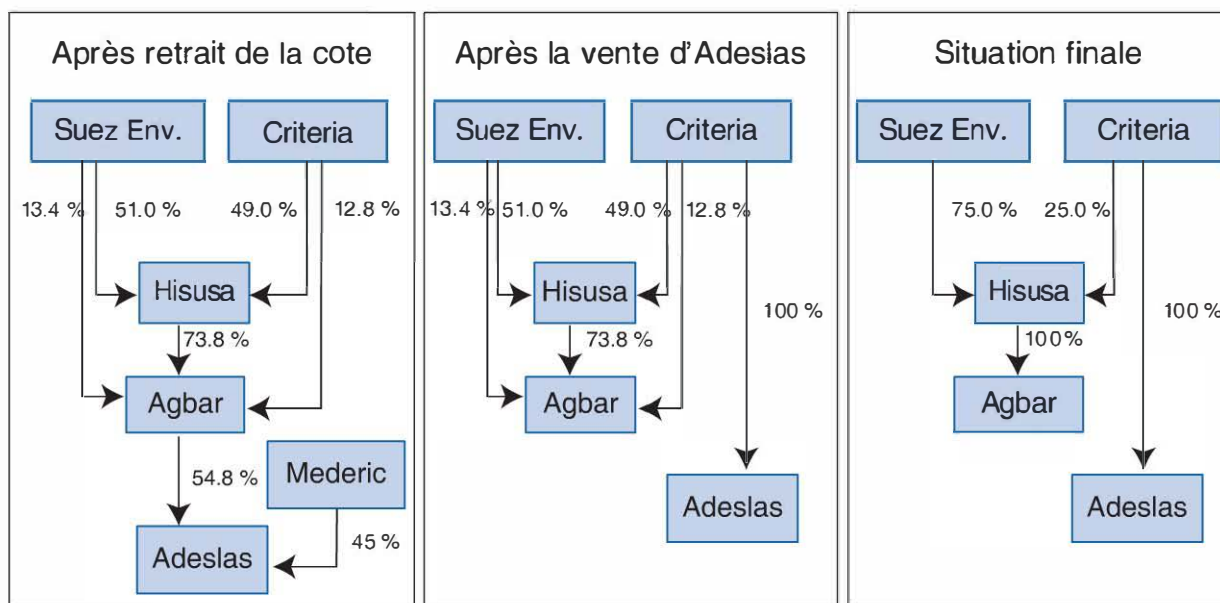 Après retrait de la cote
Suez Env.
Criteria
13.4 %
51.0 %
49.0 %
12.8 %
Hisusa
73.8 %
Agbar
54.8 %
Mederic
Adeslas
45 %
Après la vente d'Adeslas
Suez Env.
Criteria
13.4 %
51.0 %
49.0 %
12.8 %
Hisusa
100 %
73.8 %
Agbar
Adeslas
Situation finale
Suez Env.
Criteria
75.0 %
25.0 %
Hisusa
100 %
100%
Agbar
Adeslas